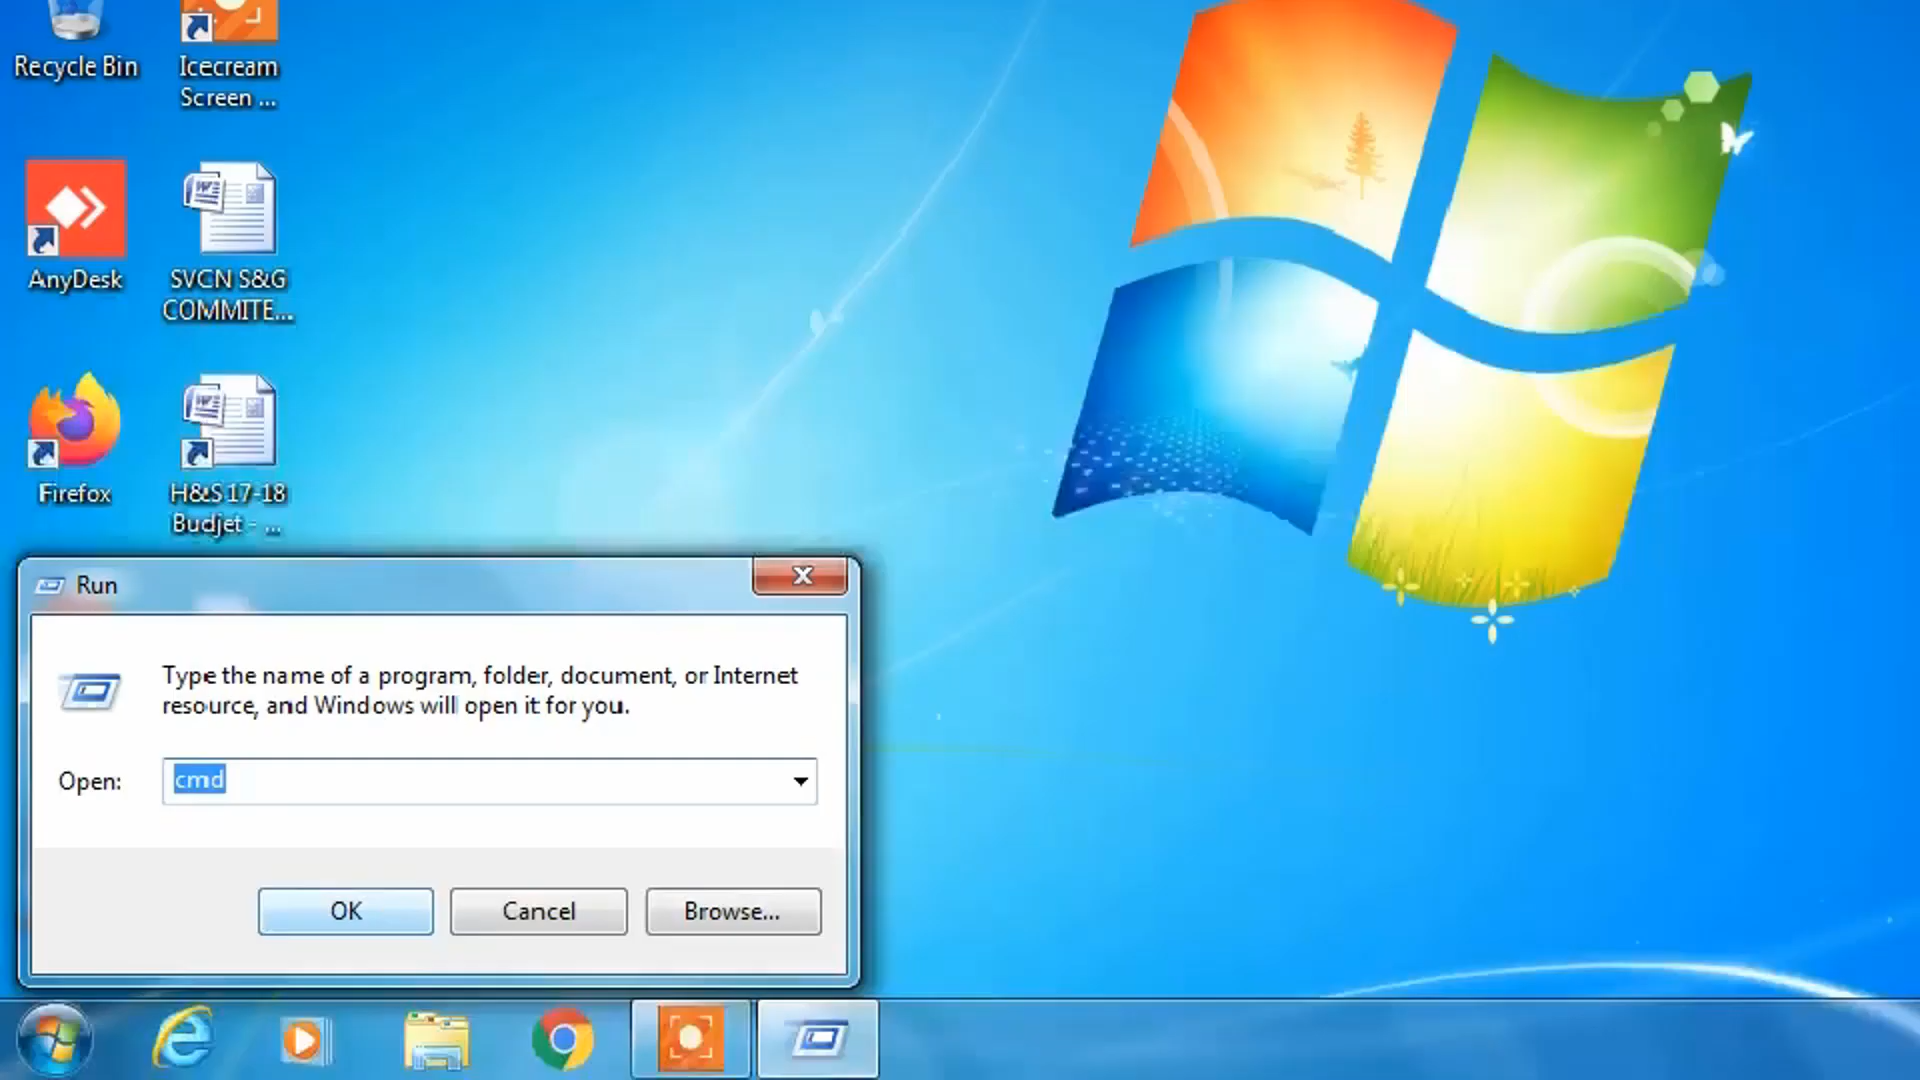 Recycle Bin
Icecream
Screen ...
AnyDesk
SVCN S&G
COMMITE...
Firefox
H&S 17-18
Budjet - ...
Run
Type the name of a program, folder, document, or Internet
resource, and Windows will open it for you.
Open:
cmd
OK
Cancel
Browse...